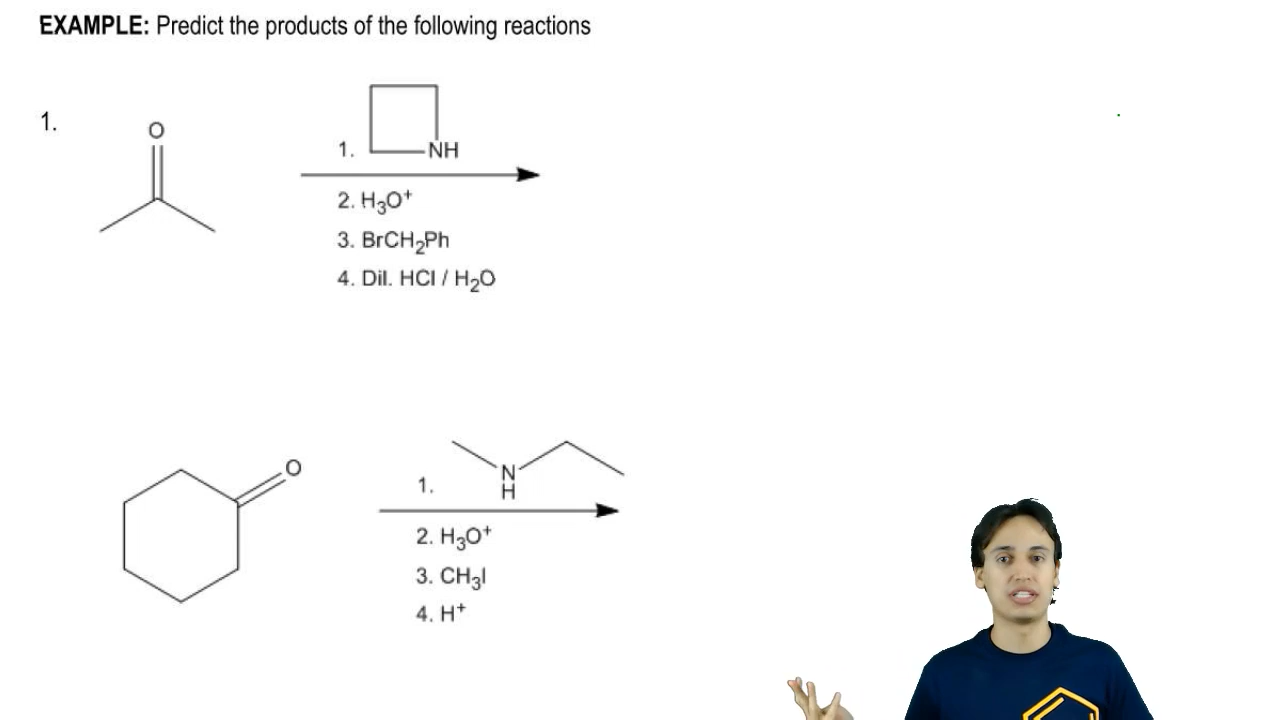 EXAMPLE: Predict the products of the following reactions
1.
O
1.
NH
2. H₃O⁺
3. BrCH₂Ph
4. Dil. HCl / H₂O
O
1.
N
H
2. H₃O⁺
3. CH₃I
4. H⁺